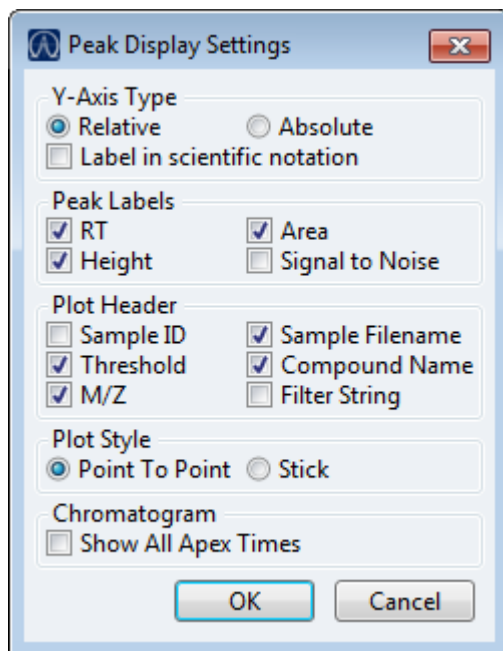 Peak Display Settings
Y-Axis Type
Relative Absolute
Label in scientific notation
Peak Labels
RT Area
Height Signal to Noise
Plot Header
Sample ID Sample Filename
Threshold Compound Name
M/Z Filter String
Plot Style
Point To Point Stick
Chromatogram
Show All Apex Times
OK Cancel